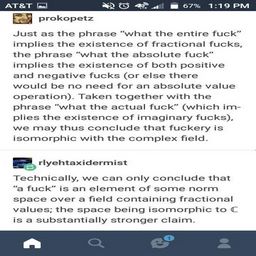 AT&T 67% 1:19 PM
prokopetz
Just as the phrase “what the entire fuck”
implies the existence of fractional fucks,
the phrase “what the absolute fuck”
implies the existence of both positive
and negative fucks (or else there
would be no need for an absolute value
operation). Taken together with the
phrase “what the actual fuck” (which im-
plies the existence of imaginary fucks),
we may thus conclude that fuckery is
isomorphic with the complex field.
rlyehtaxidermist
Technically, we can only conclude that
“a fuck” is an element of some norm
space over a field containing fractional
values; the space being isomorphic to ℂ
is a substantially stronger claim.